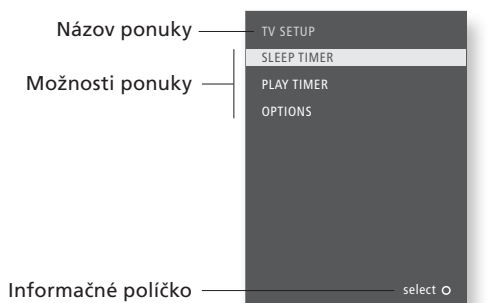 Názov ponuky
TV SETUP
SLEEP TIMER
Možnosti ponuky
PLAY TIMER
OPTIONS
Informačné políčko
select